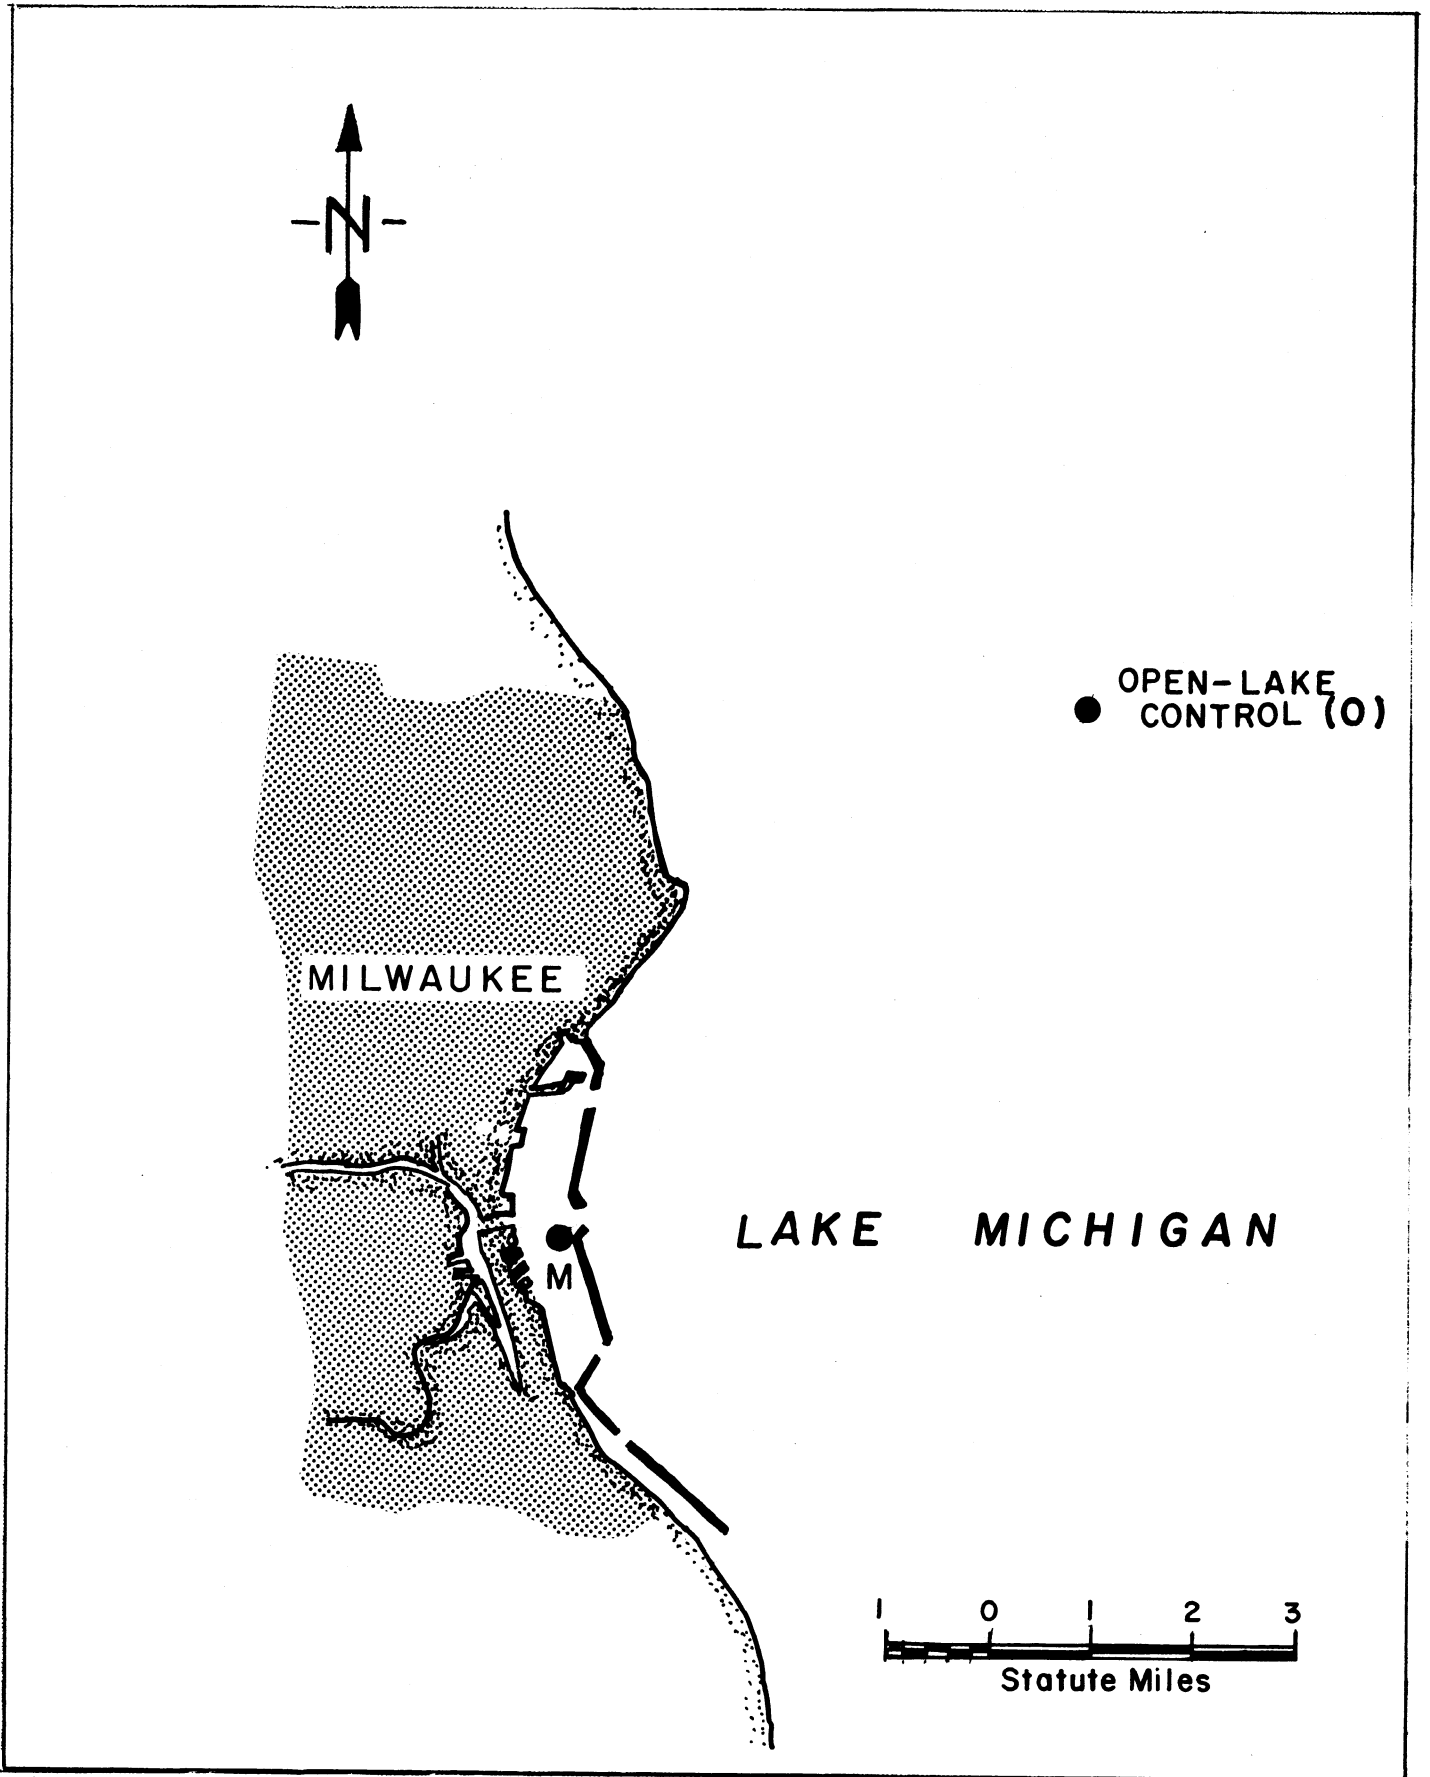 N
OPEN-LAKE
CONTROL (O)
MILWAUKEE
LAKE MICHIGAN
M
1 0 1 2 3
Statute Miles